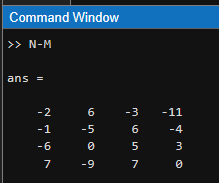 Command Window
>> N-M
ans =
-2 6 -3 -11
-1 -5 6 -4
-6 0 5 3
7 -9 7 0